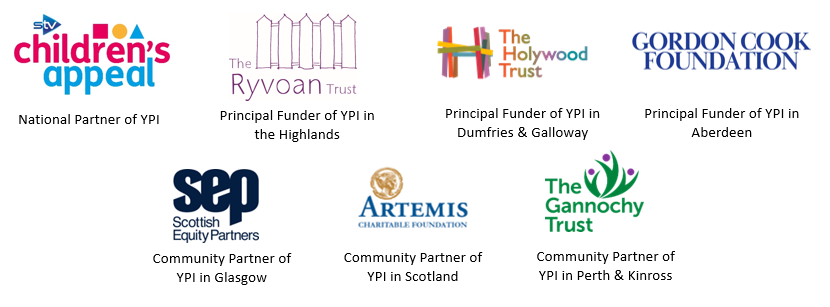 stv
children's
appeal
National Partner of YPI
The
Ryvoan Trust
Principal Funder of YPI in
the Highlands
The
Holywood
Trust
Principal Funder of YPI in
Dumfries & Galloway
GORDON COOK
FOUNDATION
Principal Funder of YPI in
Aberdeen
sep
Scottish
Equity Partners
Community Partner of
YPI in Glasgow
ARTEMIS
CHARITABLE FOUNDATION
Community Partner of
YPI in Scotland
The
Gannochy
Trust
Community Partner of
YPI in Perth & Kinross